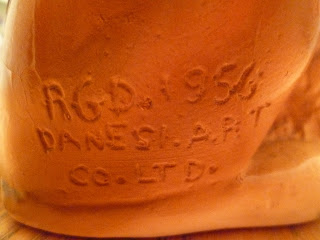 RGD. 1956
DANESI. ART
CO. LTD.